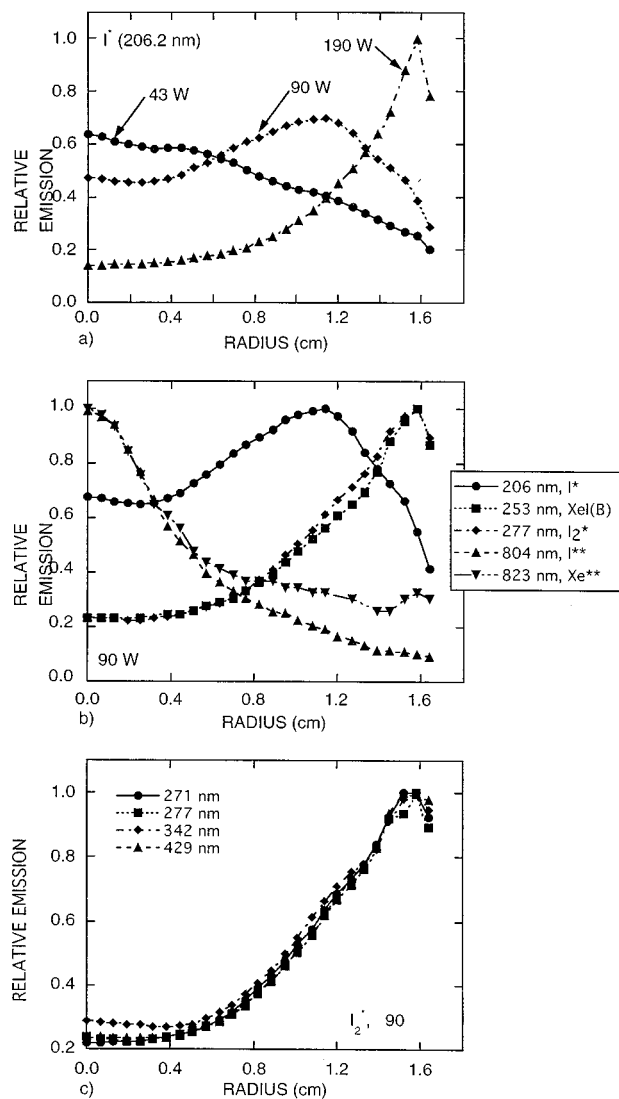 I* (206.2 nm)
190 W
43 W
90 W
RELATIVE
EMISSION
1.0
0.8
0.6
0.4
0.2
0.0
0.0 0.4 0.8 1.2 1.6
a)
RADIUS (cm)
RELATIVE
EMISSION
1.0
0.8
0.6
0.4
0.2
0.0
90 W
0.0 0.4 0.8 1.2 1.6
b)
RADIUS (cm)
206 nm, I*
253 nm, XeI(B)
277 nm, I2*
804 nm, I**
823 nm, Xe**
271 nm
277 nm
342 nm
429 nm
RELATIVE EMISSION
1.0
0.8
0.6
0.4
0.2
I2*, 90
0.0 0.4 0.8 1.2 1.6
c)
RADIUS (cm)